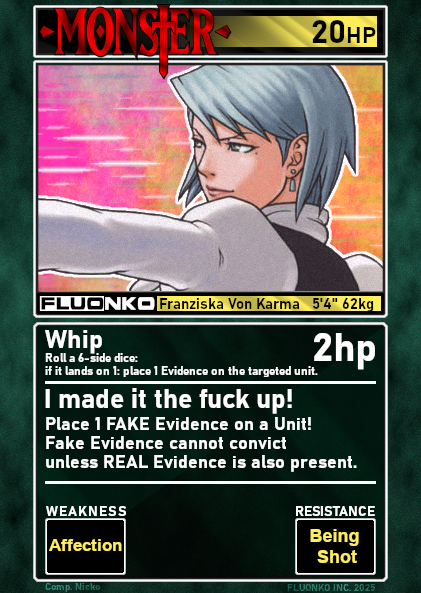 MONSTER
20HP
FLUONKO Franziska Von Karma 5'4" 62kg
Whip
2hp
Roll a 6-side dice:
if it lands on 1: place 1 Evidence on the targeted unit.
I made it the fuck up!
Place 1 FAKE Evidence on a Unit!
Fake Evidence cannot convict
unless REAL Evidence is also present.
WEAKNESS
RESISTANCE
Affection
Being
Shot
Comp. Nicko
FLUONKO INC. 2025